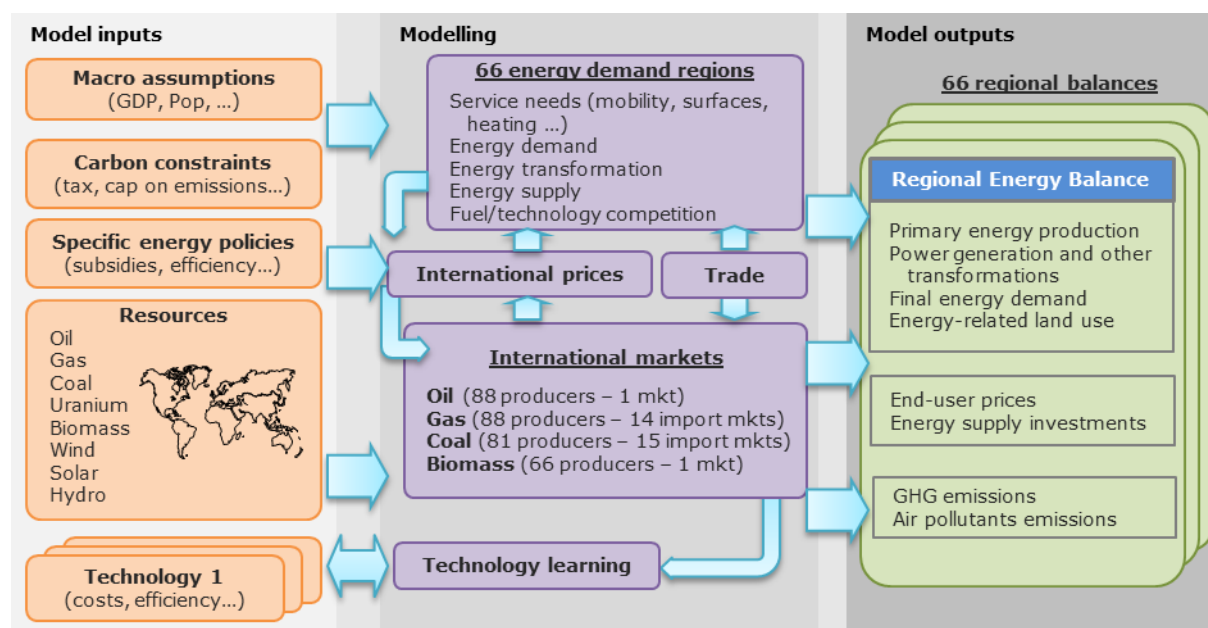 Model inputs
Macro assumptions
(GDP, Pop, ...)
Carbon constraints
(tax, cap on emissions...)
Specific energy policies
(subsidies, efficiency...)
Resources
Oil
Gas
Coal
Uranium
Biomass
Wind
Solar
Hydro
Technology 1
(costs, efficiency...)
Modelling
66 energy demand regions
Service needs (mobility, surfaces,
heating ...)
Energy demand
Energy transformation
Energy supply
Fuel/technology competition
International prices
Trade
International markets
Oil (88 producers – 1 mkt)
Gas (88 producers – 14 import mkts)
Coal (81 producers – 15 import mkts)
Biomass (66 producers – 1 mkt)
Technology learning
Model outputs
66 regional balances
Regional Energy Balance
Primary energy production
Power generation and other
transformations
Final energy demand
Energy-related land use
End-user prices
Energy supply investments
GHG emissions
Air pollutants emissions